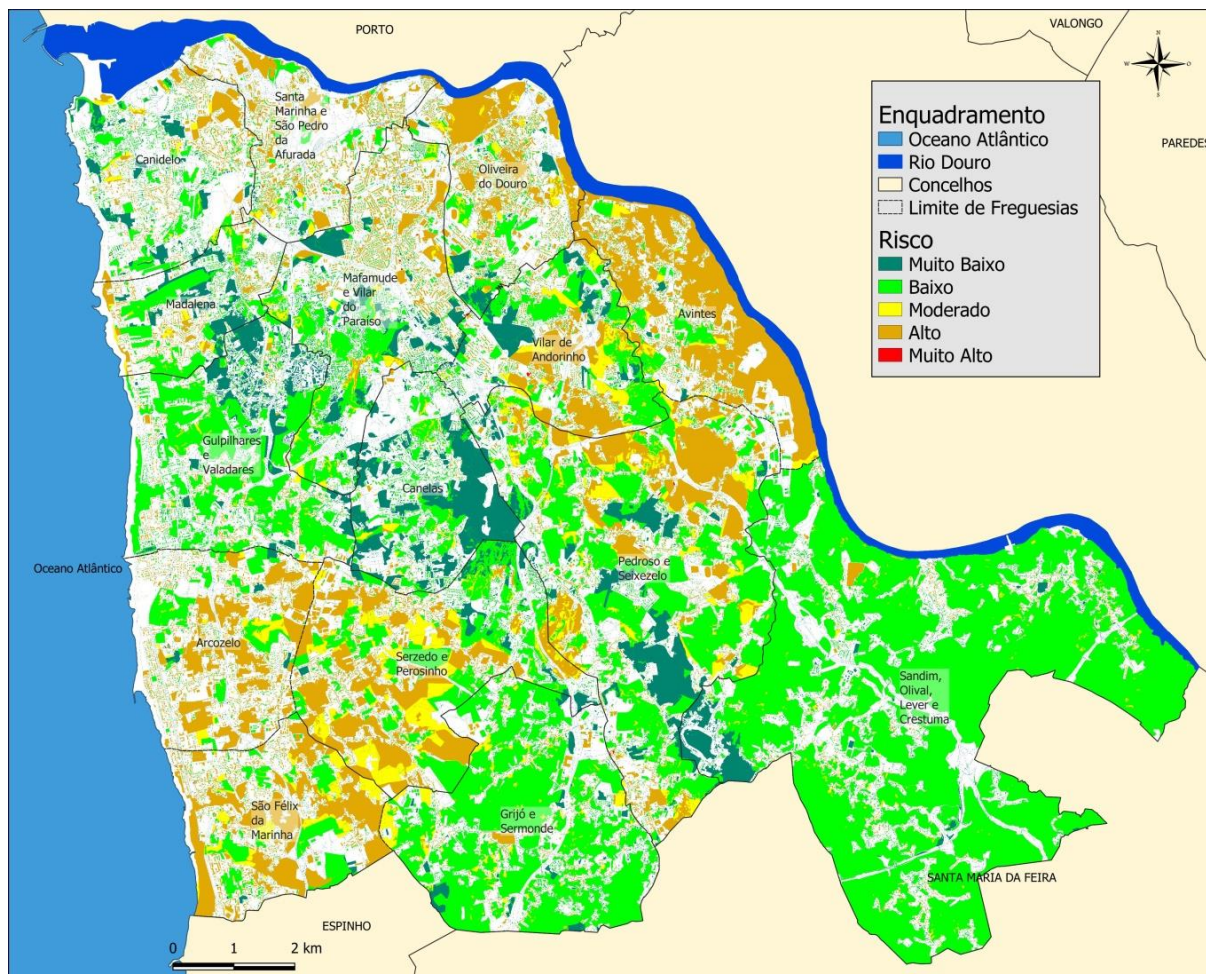 PORTO
VALONGO
N
W
O
S
PAREDES
Enquadramento
Oceano Atlântico
Rio Douro
Concelhos
Limite de Freguesias
Risco
Muito Baixo
Baixo
Moderado
Alto
Muito Alto
Santa
Marinha e
São Pedro
da
Afurada
Canidelo
Oliveira
do Douro
Mafamude
e Vilar
do
Paraíso
Madalena
Avintes
Vilar de
Andorinho
Gulpilhares
e
Valadares
Canelas
Oceano Atlântico
Pedroso e
Seixezelo
Arcozelo
Serzedo e
Perosinho
Sandim,
Olival,
Lever e
Crestuma
São Félix
da
Marinha
Grijó e
Sermonde
SANTA MARIA DA FEIRA
ESPINHO
0 1 2 km